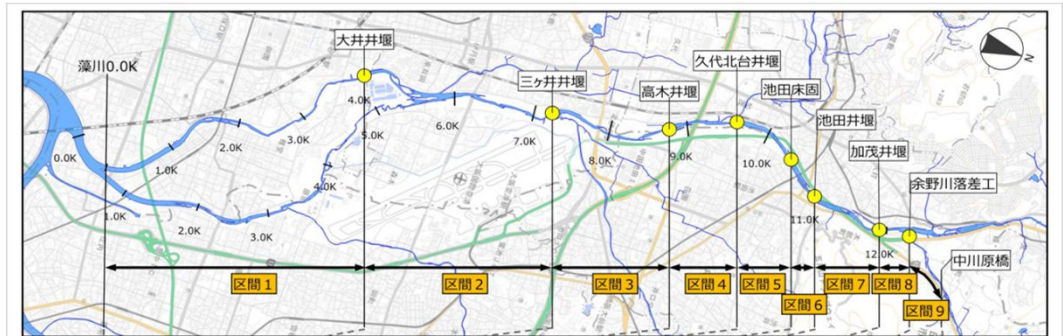 藻川0.0K
大井井堰
三ヶ井井堰
高木井堰
久代北台井堰
池田床固
池田井堰
加茂井堰
余野川落差工
中川原橋
N
0.0K
1.0K
2.0K
3.0K
4.0K
1.0K
2.0K
3.0K
4.0K
5.0K
6.0K
7.0K
8.0K
9.0K
10.0K
11.0K
12.0K
区間1
区間2
区間3
区間4
区間5
区間6
区間7
区間8
区間9